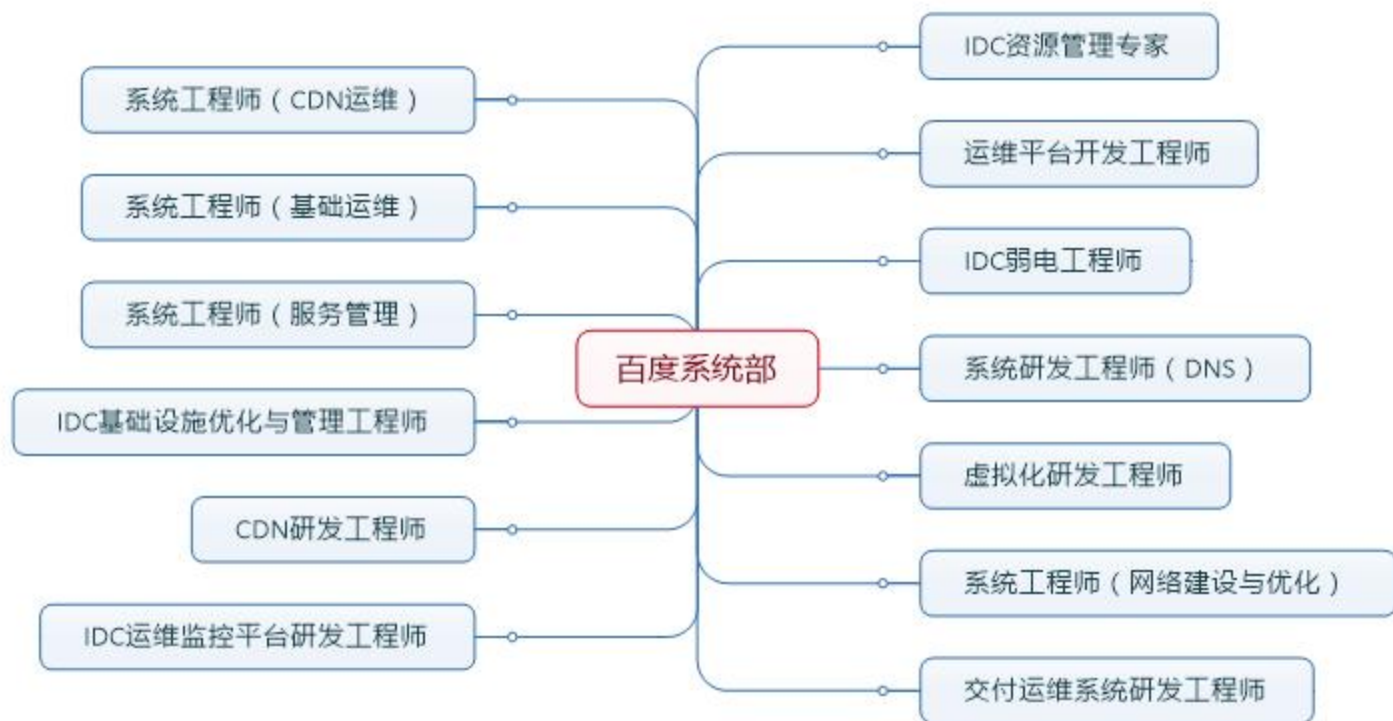 百度系统部
IDC资源管理专家
运维平台开发工程师
IDC弱电工程师
系统研发工程师（DNS）
虚拟化研发工程师
系统工程师（网络建设与优化）
交付运维系统研发工程师
系统工程师（CDN运维）
系统工程师（基础运维）
系统工程师（服务管理）
IDC基础设施优化与管理工程师
CDN研发工程师
IDC运维监控平台研发工程师